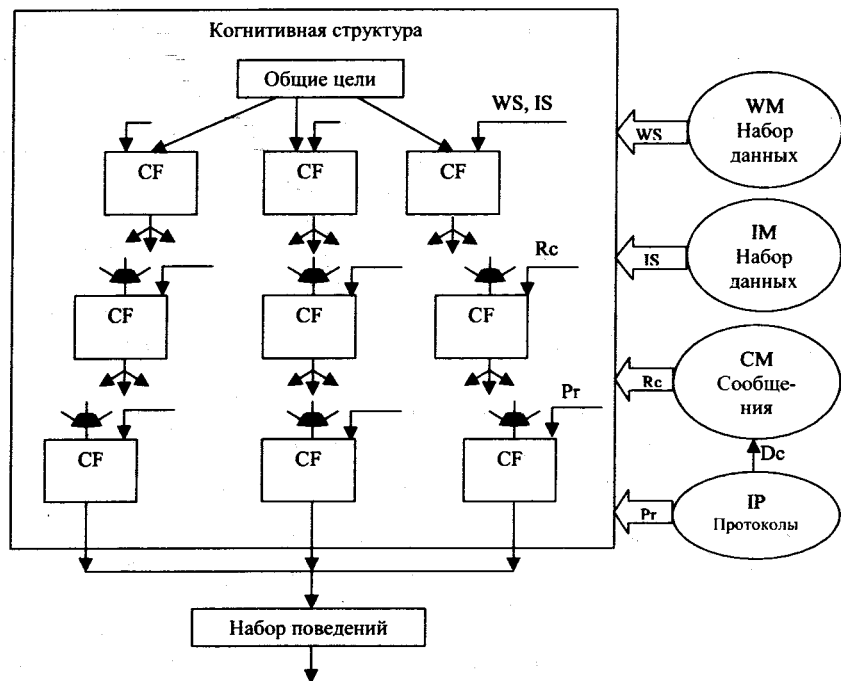 Когнитивная структура
Общие цели
WS, IS
CF
CF
CF
Rc
CF
CF
CF
Pr
CF
CF
CF
Набор поведений
WM
Набор
данных
WS
IM
Набор
данных
IS
CM
Сообще-
ния
Rc
Dc
IP
Протоколы
Pr